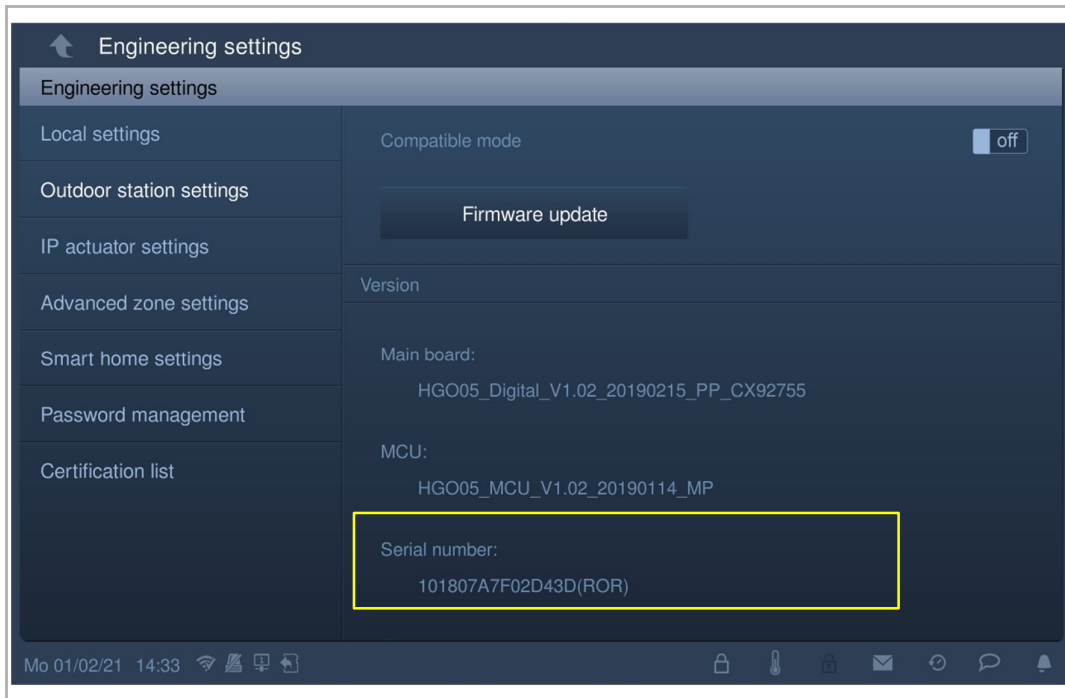 Engineering settings
Engineering settings
Local settings
Outdoor station settings
IP actuator settings
Advanced zone settings
Smart home settings
Password management
Certification list
Compatible mode
off
Firmware update
Version
Main board:
HGO05_Digital_V1.02_20190215_PP_CX92755
MCU:
HGO05_MCU_V1.02_20190114_MP
Serial number:
101807A7F02D43D(ROR)
Mo 01/02/21 14:33